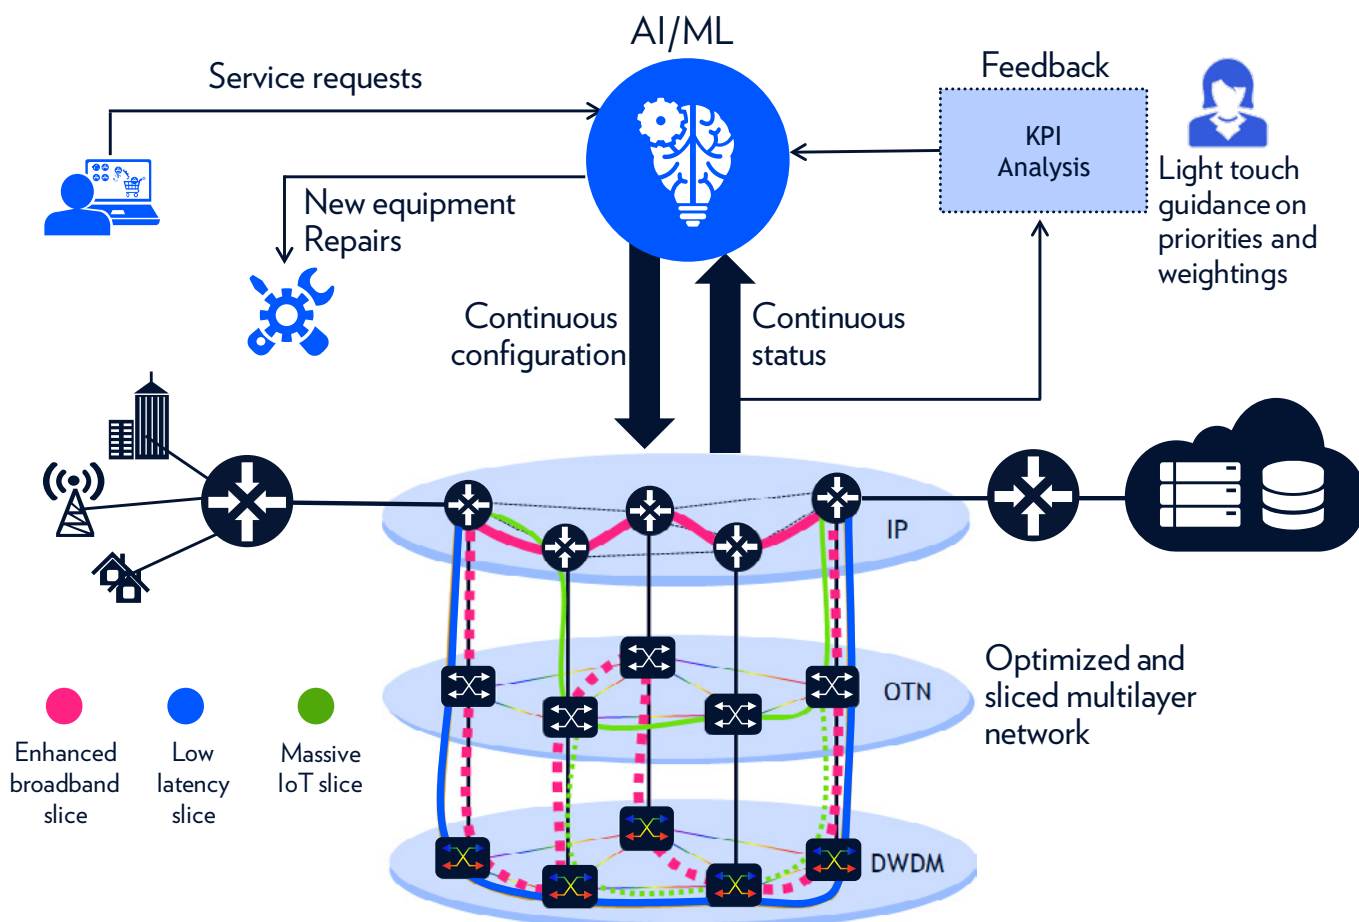 AI/ML
Service requests
Feedback
KPI
Analysis
Light touch
guidance on
priorities and
weightings
New equipment
Repairs
Continuous
configuration
Continuous
status
IP
OTN
DWDM
Optimized and
sliced multilayer
network
Enhanced
broadband
slice
Low
latency
slice
Massive
IoT slice